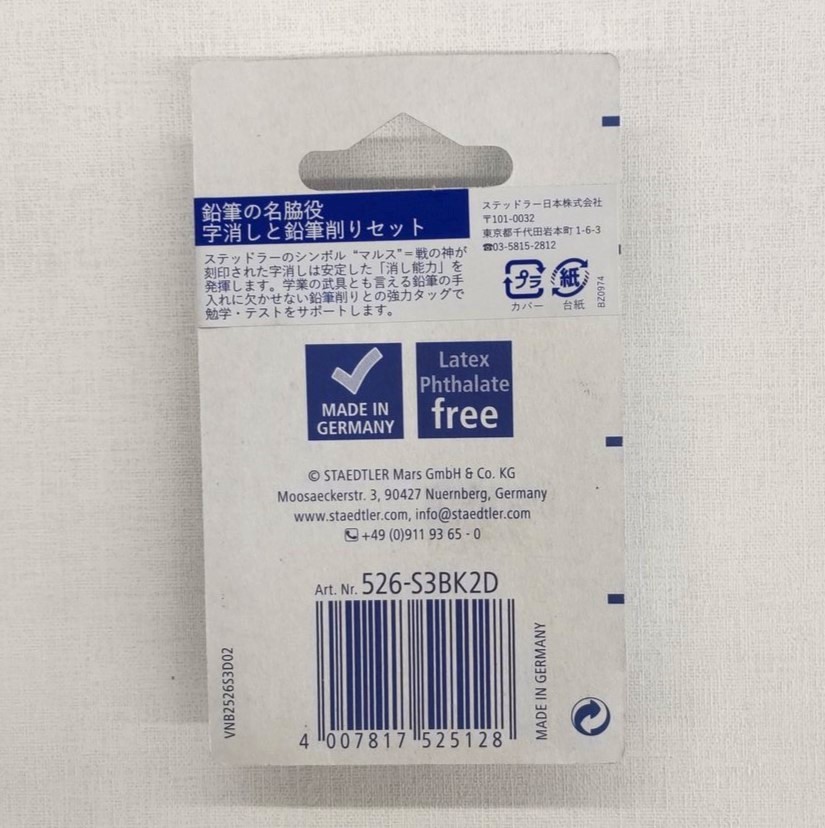 鉛筆の名脇役
字消しと鉛筆削りセット
ステッドラーのシンボル“マルス”=戦の神が
刻印された字消しは安定した「消し能力」を
発揮します。学業の武具とも言える鉛筆の手
入れに欠かせない鉛筆削りとの強力タッグで
勉学・テストをサポートします。
ステッドラー日本株式会社
〒101-0032
東京都千代田岩本町1-6-3
☎03-5815-2812
プラ
カバー
紙
台紙
BZ0974
MADE IN
GERMANY
Latex
Phthalate
free
© STAEDTLER Mars GmbH & Co. KG
Moosaeckerstr. 3, 90427 Nuernberg, Germany
www.staedtler.com, info@staedtler.com
+49 (0)911 93 65 - 0
Art. Nr. 526-S3BK2D
VNB2526S3D02
4 007817 525128
MADE IN GERMANY